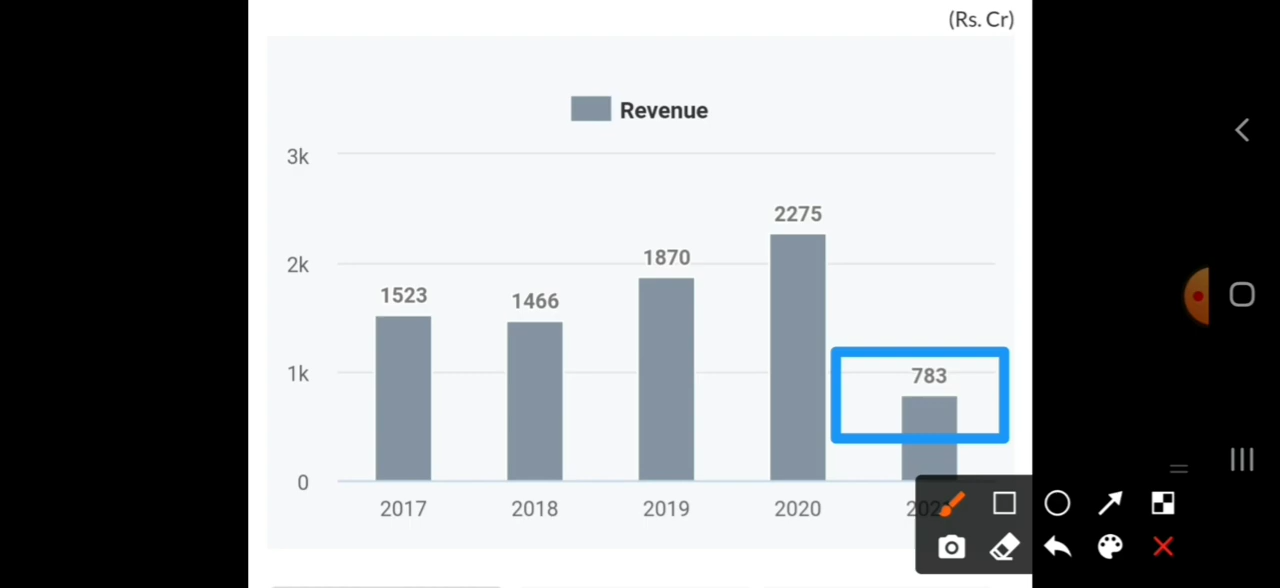 (Rs. Cr)
Revenue
3k
2275
2k
1870
1523
1466
1k
783
0
2017 2018 2019 2020